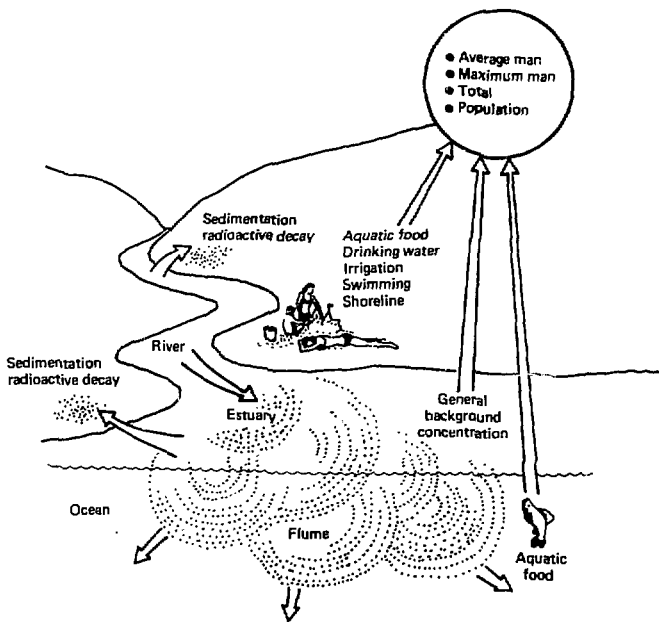 Average man
Maximum man
Total
Population
Sedimentation
radioactive decay
Aquatic food
Drinking water
Irrigation
Swimming
Shoreline
River
Sedimentation
radioactive decay
Estuary
General
background
concentration
Ocean
Flume
Aquatic
food